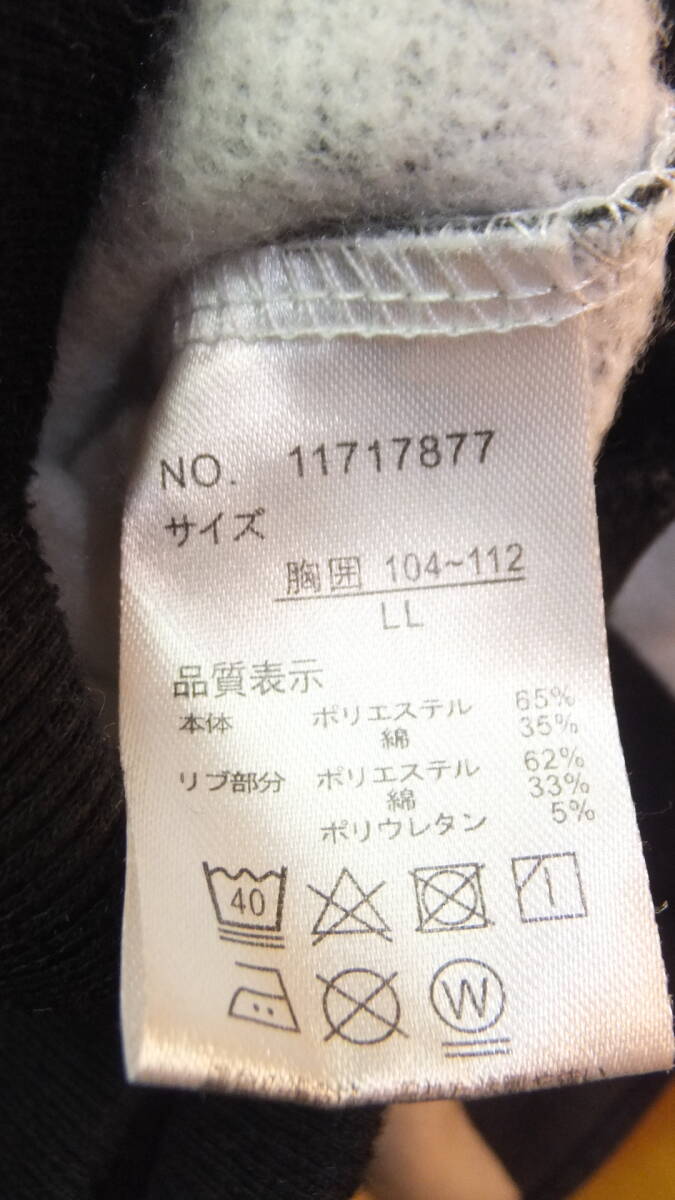 NO. 11717877
サイズ
胸囲 104~112
LL
品質表示
本体 ポリエステル 65%
綿 35%
リブ部分 ポリエステル 62%
綿 33%
ポリウレタン 5%
40
W